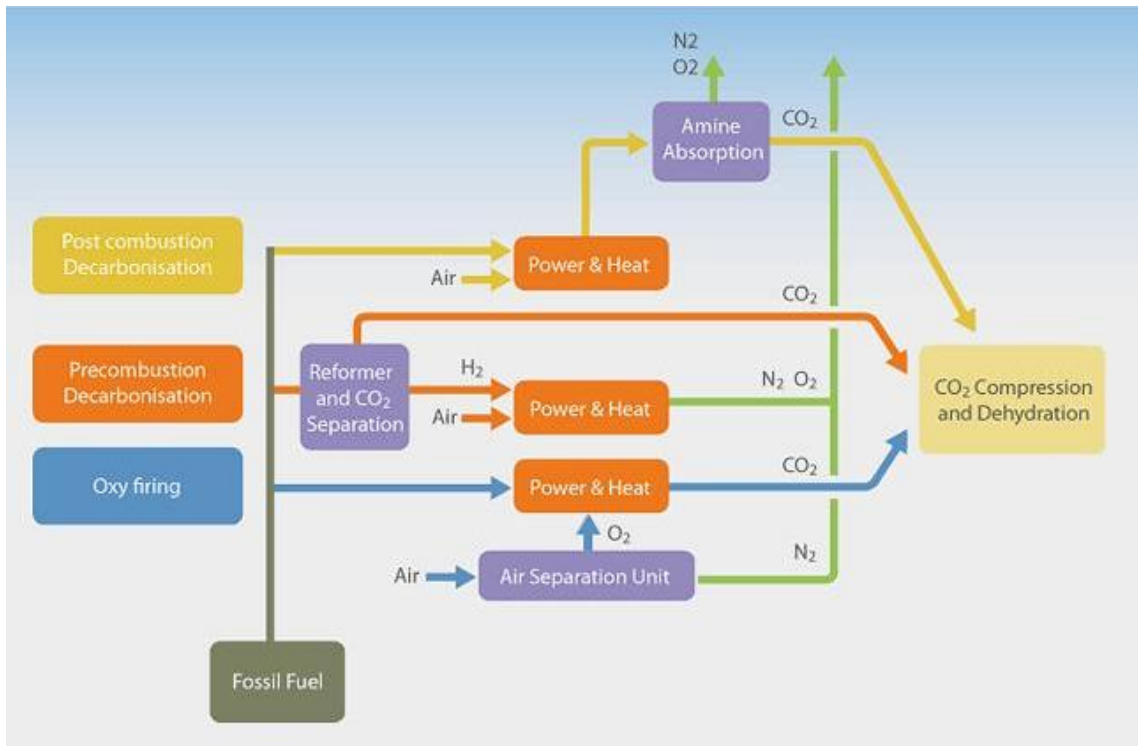 N2
O2
Amine
Absorption
CO₂
Post combustion
Decarbonisation
Power & Heat
Air
CO₂
Precombustion
Decarbonisation
Reformer
and CO₂
Separation
H₂
Air
Power & Heat
N₂ O₂
CO₂ Compression
and Dehydration
Oxy firing
Power & Heat
CO₂
O₂
Air
Air Separation Unit
N₂
Fossil Fuel